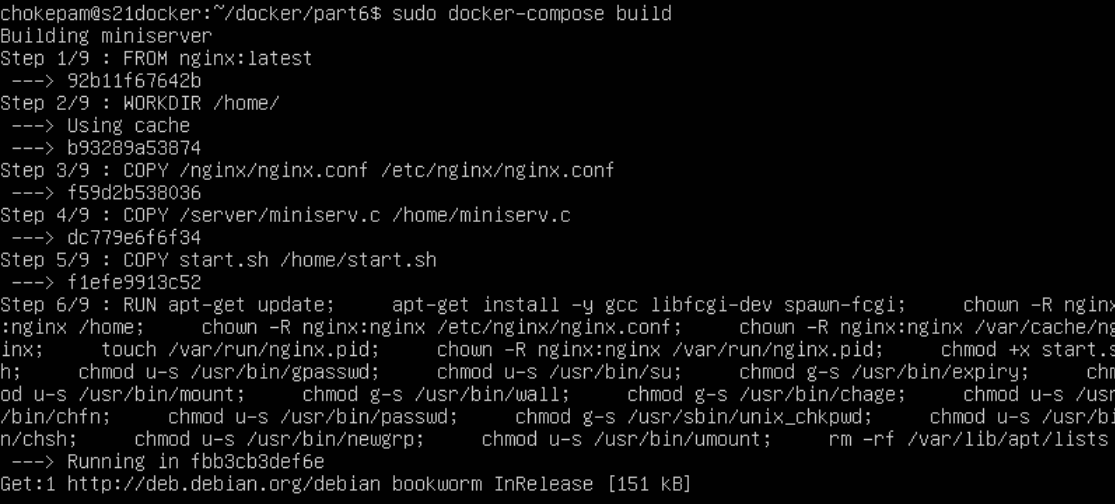 chokepam@s21docker:~/docker/part6$ sudo docker-compose build
Building miniserver
Step 1/9 : FROM nginx:latest
 ---> 92b11f67642b
Step 2/9 : WORKDIR /home/
 ---> Using cache
 ---> b93289a53874
Step 3/9 : COPY /nginx/nginx.conf /etc/nginx/nginx.conf
 ---> f59d2b538036
Step 4/9 : COPY /server/miniserv.c /home/miniserv.c
 ---> dc779e6f6f34
Step 5/9 : COPY start.sh /home/start.sh
 ---> f1efe9913c52
Step 6/9 : RUN apt-get update;     apt-get install -y gcc libfcgi-dev spawn-fcgi;     chown -R nginx
:nginx /home;     chown -R nginx:nginx /etc/nginx/nginx.conf;     chown -R nginx:nginx /var/cache/ng
inx;     touch /var/run/nginx.pid;     chown -R nginx:nginx /var/run/nginx.pid;     chmod +x start.s
h;     chmod u-s /usr/bin/gpasswd;     chmod u-s /usr/bin/su;     chmod g-s /usr/bin/expiry;     chm
od u-s /usr/bin/mount;     chmod g-s /usr/bin/wall;     chmod g-s /usr/bin/chage;     chmod u-s /usr
/bin/chfn;     chmod u-s /usr/bin/passwd;     chmod g-s /usr/sbin/unix_chkpwd;     chmod u-s /usr/bi
n/chsh;     chmod u-s /usr/bin/newgrp;     chmod u-s /usr/bin/umount;     rm -rf /var/lib/apt/lists
 ---> Running in fbb3cb3def6e
Get:1 http://deb.debian.org/debian bookworm InRelease [151 kB]